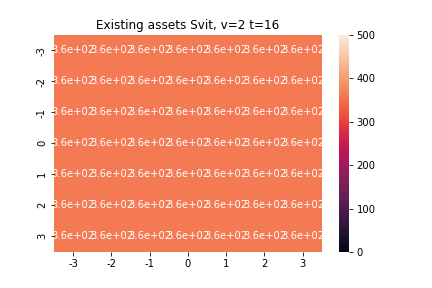 Existing assets Svit, v=2 t=16
-3 3.6e+02 3.6e+02 3.6e+02 3.6e+02 3.6e+02 3.6e+02 3.6e+02
-2 3.6e+02 3.6e+02 3.6e+02 3.6e+02 3.6e+02 3.6e+02 3.6e+02
-1 3.6e+02 3.6e+02 3.6e+02 3.6e+02 3.6e+02 3.6e+02 3.6e+02
0 3.6e+02 3.6e+02 3.6e+02 3.6e+02 3.6e+02 3.6e+02 3.6e+02
1 3.6e+02 3.6e+02 3.6e+02 3.6e+02 3.6e+02 3.6e+02 3.6e+02
2 3.6e+02 3.6e+02 3.6e+02 3.6e+02 3.6e+02 3.6e+02 3.6e+02
3 3.6e+02 3.6e+02 3.6e+02 3.6e+02 3.6e+02 3.6e+02 3.6e+02
-3 -2 -1 0 1 2 3
500
400
300
200
100
0